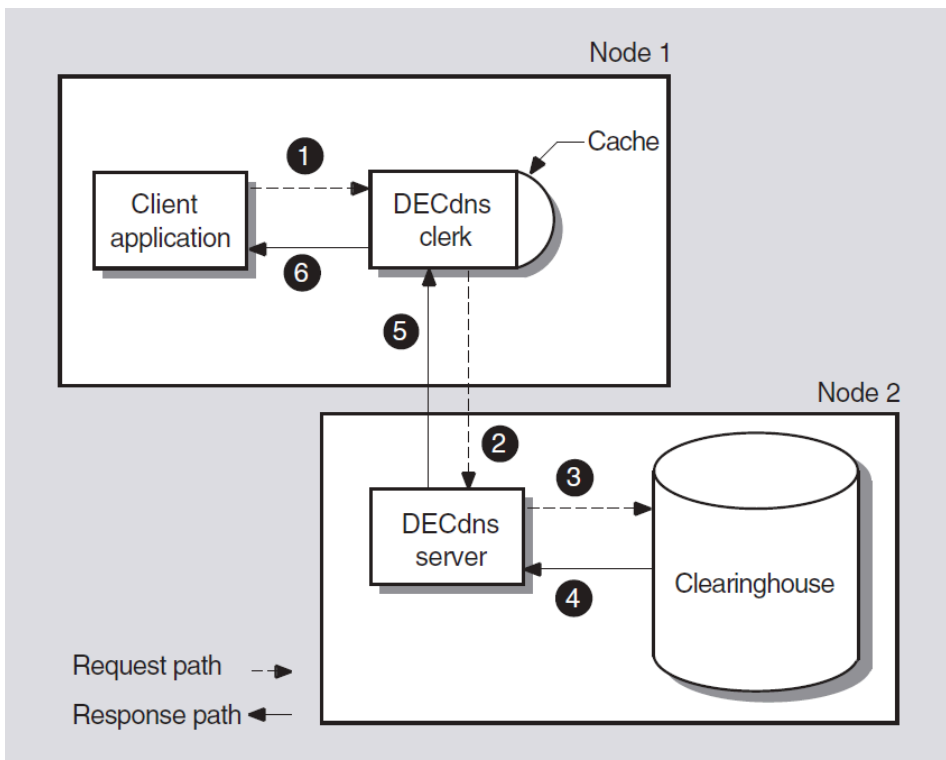 Node 1
Cache
1
Client
application
DECdns
clerk
6
5
Node 2
2
3
DECdns
server
4
Clearinghouse
Request path
Response path